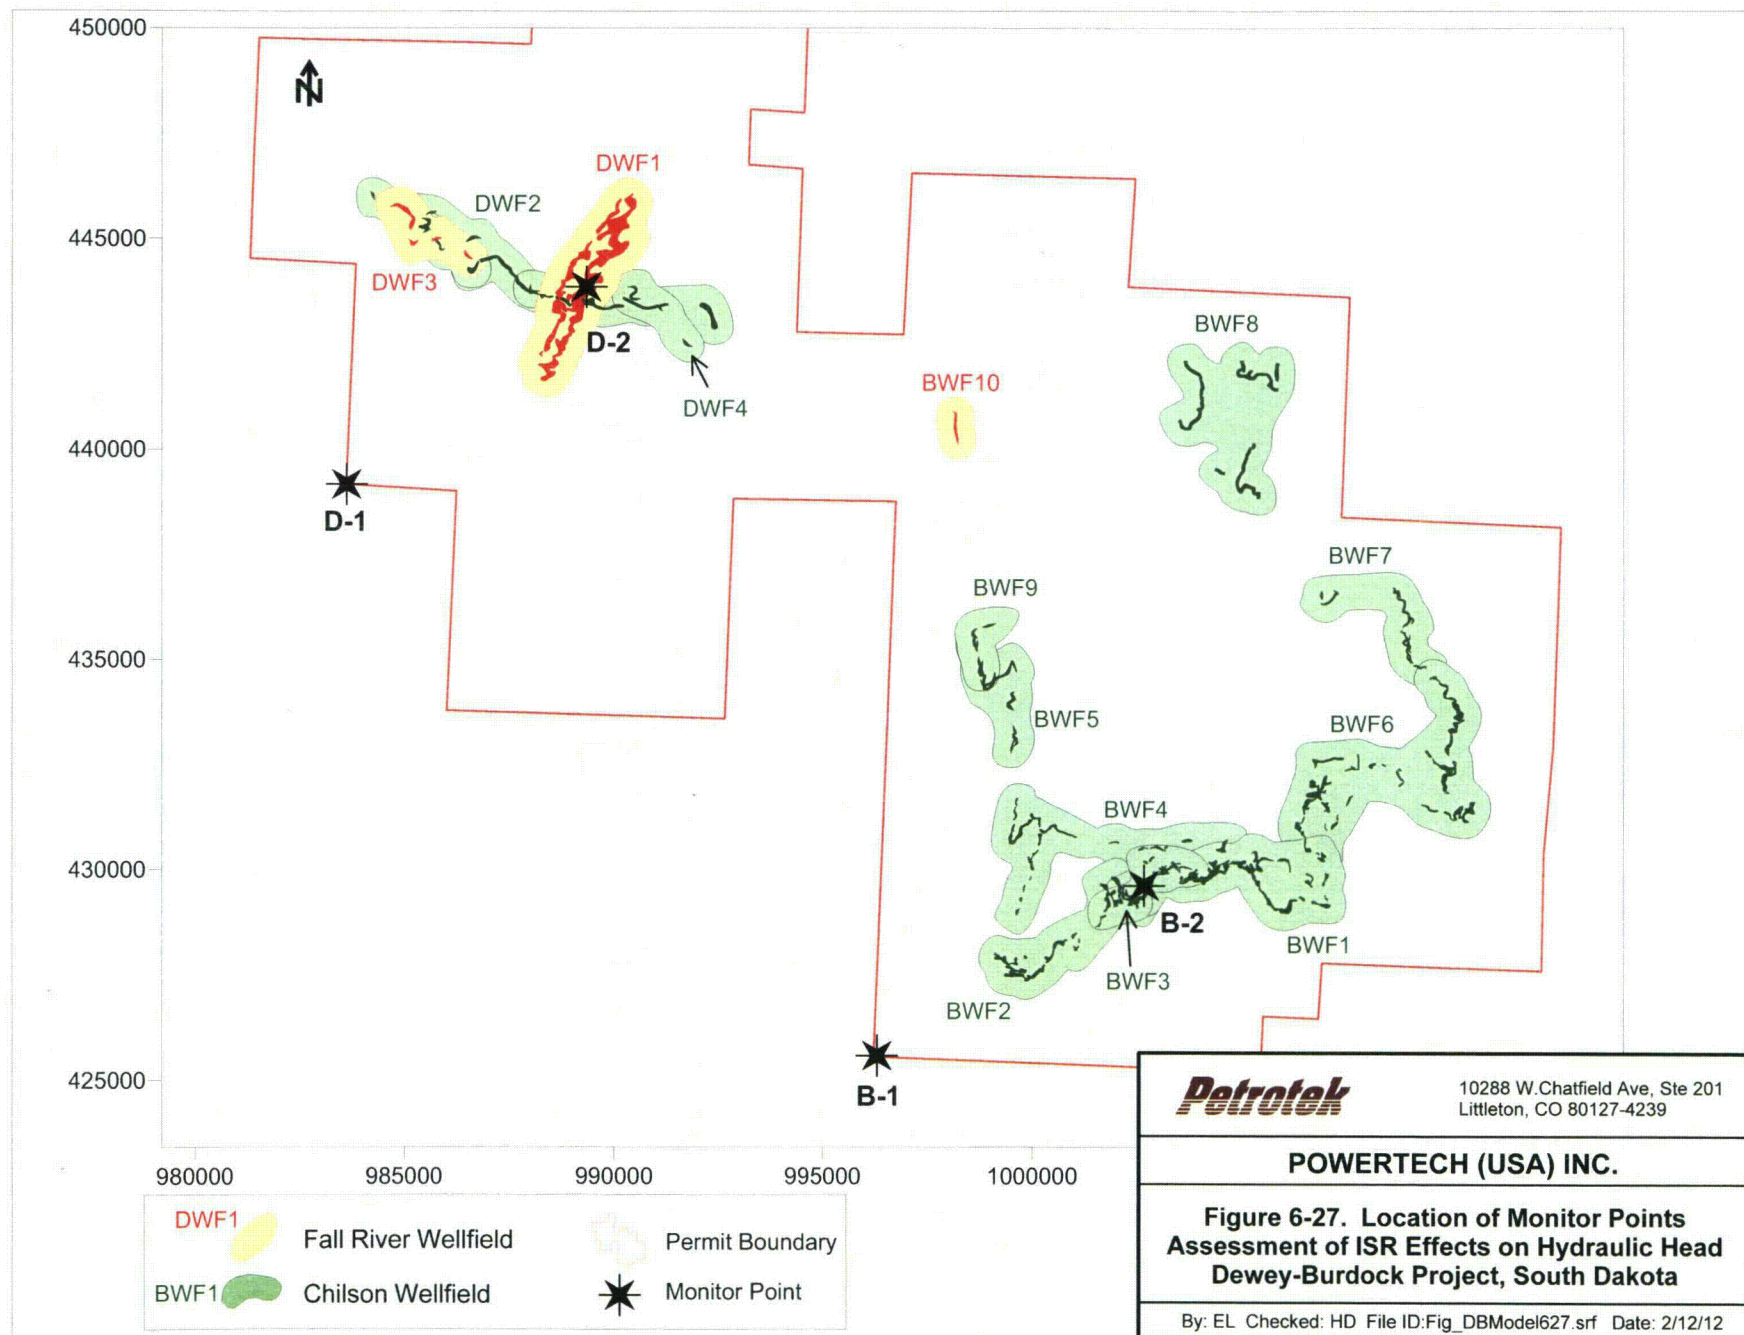 450000
N
DWF1
DWF2
445000
DWF3
D-2
BWF8
BWF10
DWF4
440000
D-1
BWF7
BWF9
435000
BWF5
BWF6
BWF4
430000
B-2
BWF1
BWF3
BWF2
425000
B-1
980000 985000 990000 995000 1000000
DWF1 Fall River Wellfield
Permit Boundary
BWF1 Chilson Wellfield
Monitor Point
Petrotek
10288 W.Chatfield Ave, Ste 201
Littleton, CO 80127-4239
POWERTECH (USA) INC.
Figure 6-27. Location of Monitor Points
Assessment of ISR Effects on Hydraulic Head
Dewey-Burdock Project, South Dakota
By: EL Checked: HD File ID:Fig_DBModel627.srf Date: 2/12/12